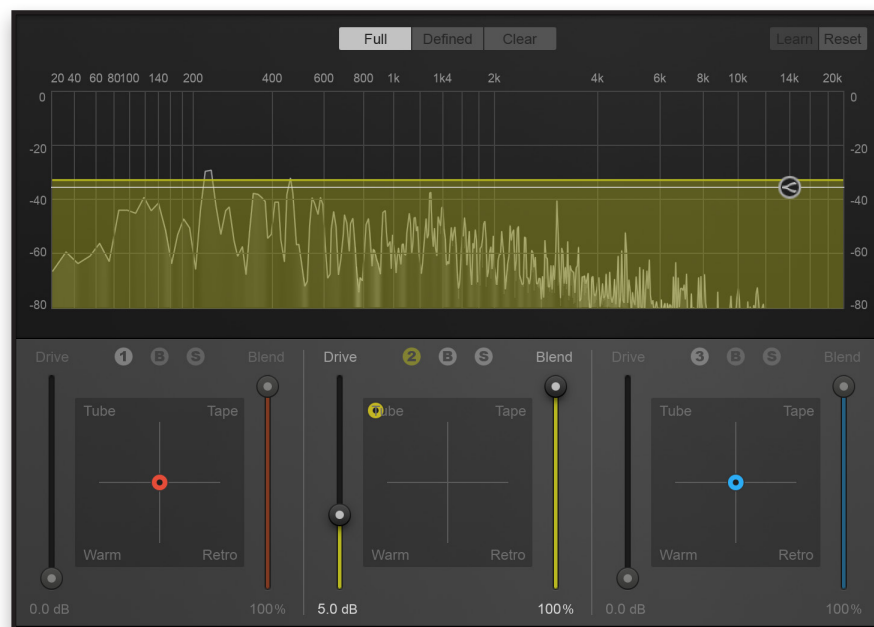 Full Defined Clear Learn Reset
20 40 60 80 100 140 200 400 600 800 1k 1k4 2k 4k 6k 8k 10k 14k 20k
0 0
-20 -20
-40 -40
-60 -60
-80 -80
Drive 1 B S Blend Drive 2 B S Blend Drive 3 B S Blend
Tube Tape Tube Tape Tube Tape
Warm Retro Warm Retro Warm Retro
0.0 dB 100% 5.0 dB 100% 0.0 dB 100%